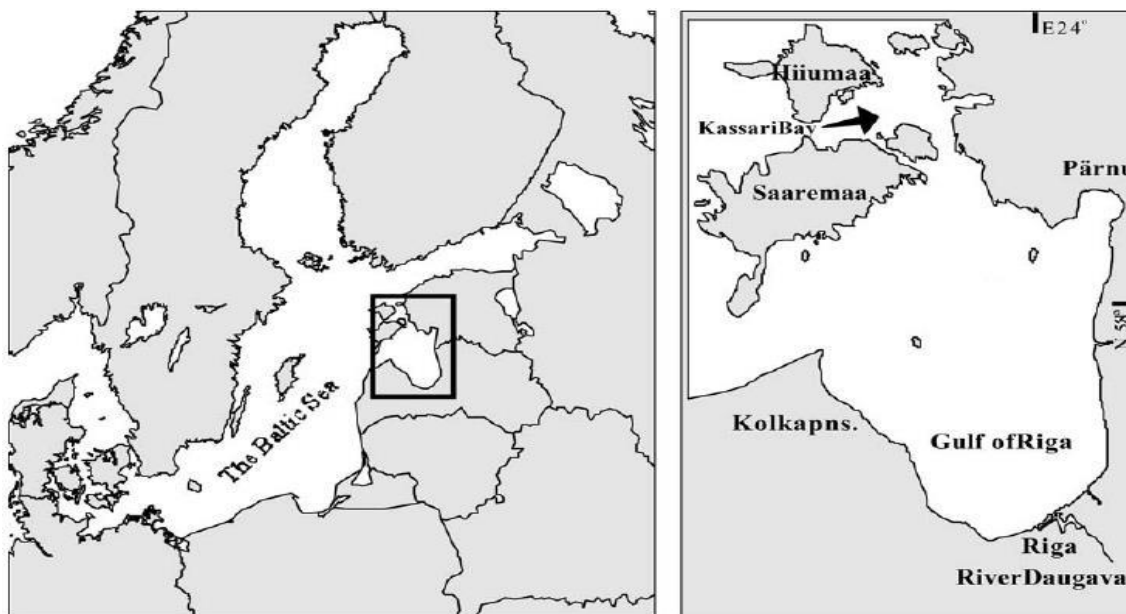 The Baltic Sea
E24°
Hiiumaa
KassariBay
Pärnu
Saaremaa
N 58°
Kolkapns.
Gulf ofRiga
Riga
RiverDaugava